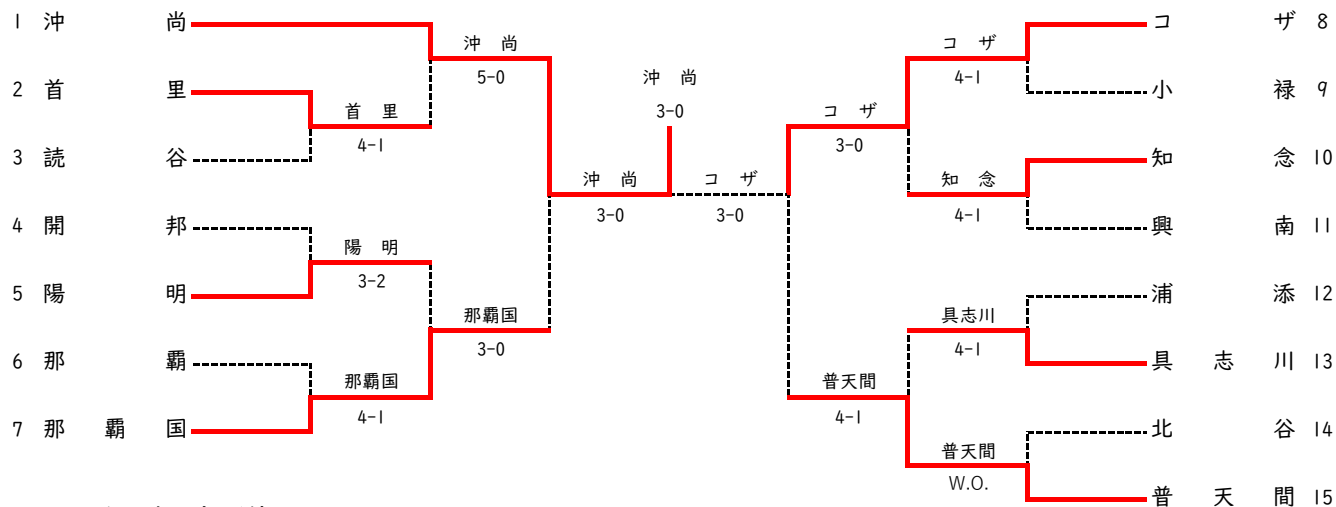 1 沖 尚
2 首 里
3 読 谷
4 開 邦
5 陽 明
6 那 覇
7 那 覇 国
首 里
4-1
陽 明
3-2
那覇国
4-1
沖 尚
5-0
那覇国
3-0
沖 尚
3-0
沖 尚
3-0
コ ザ
3-0
コ ザ
3-0
普天間
4-1
コ ザ
4-1
知 念
4-1
具志川
4-1
普天間
W.O.
コ ザ 8
小 禄 9
知 念 10
興 南 11
浦 添 12
具 志 川 13
北 谷 14
普 天 間 15